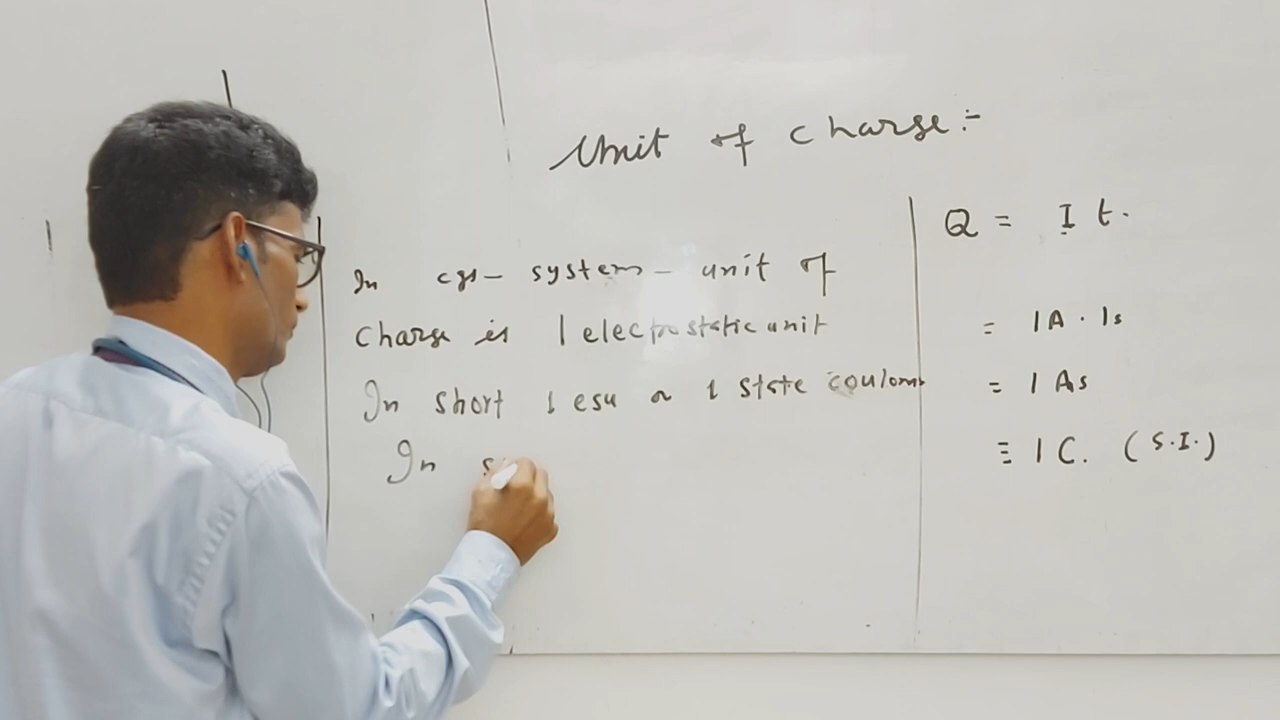 Unit of charge :-
In cgs- system - unit of
charge is 1 electrostatic unit
In short 1 esu or 1 state coulomb
In s
Q = I t.
= 1A . 1s
= 1 As
≡ 1 C. (S.I.)